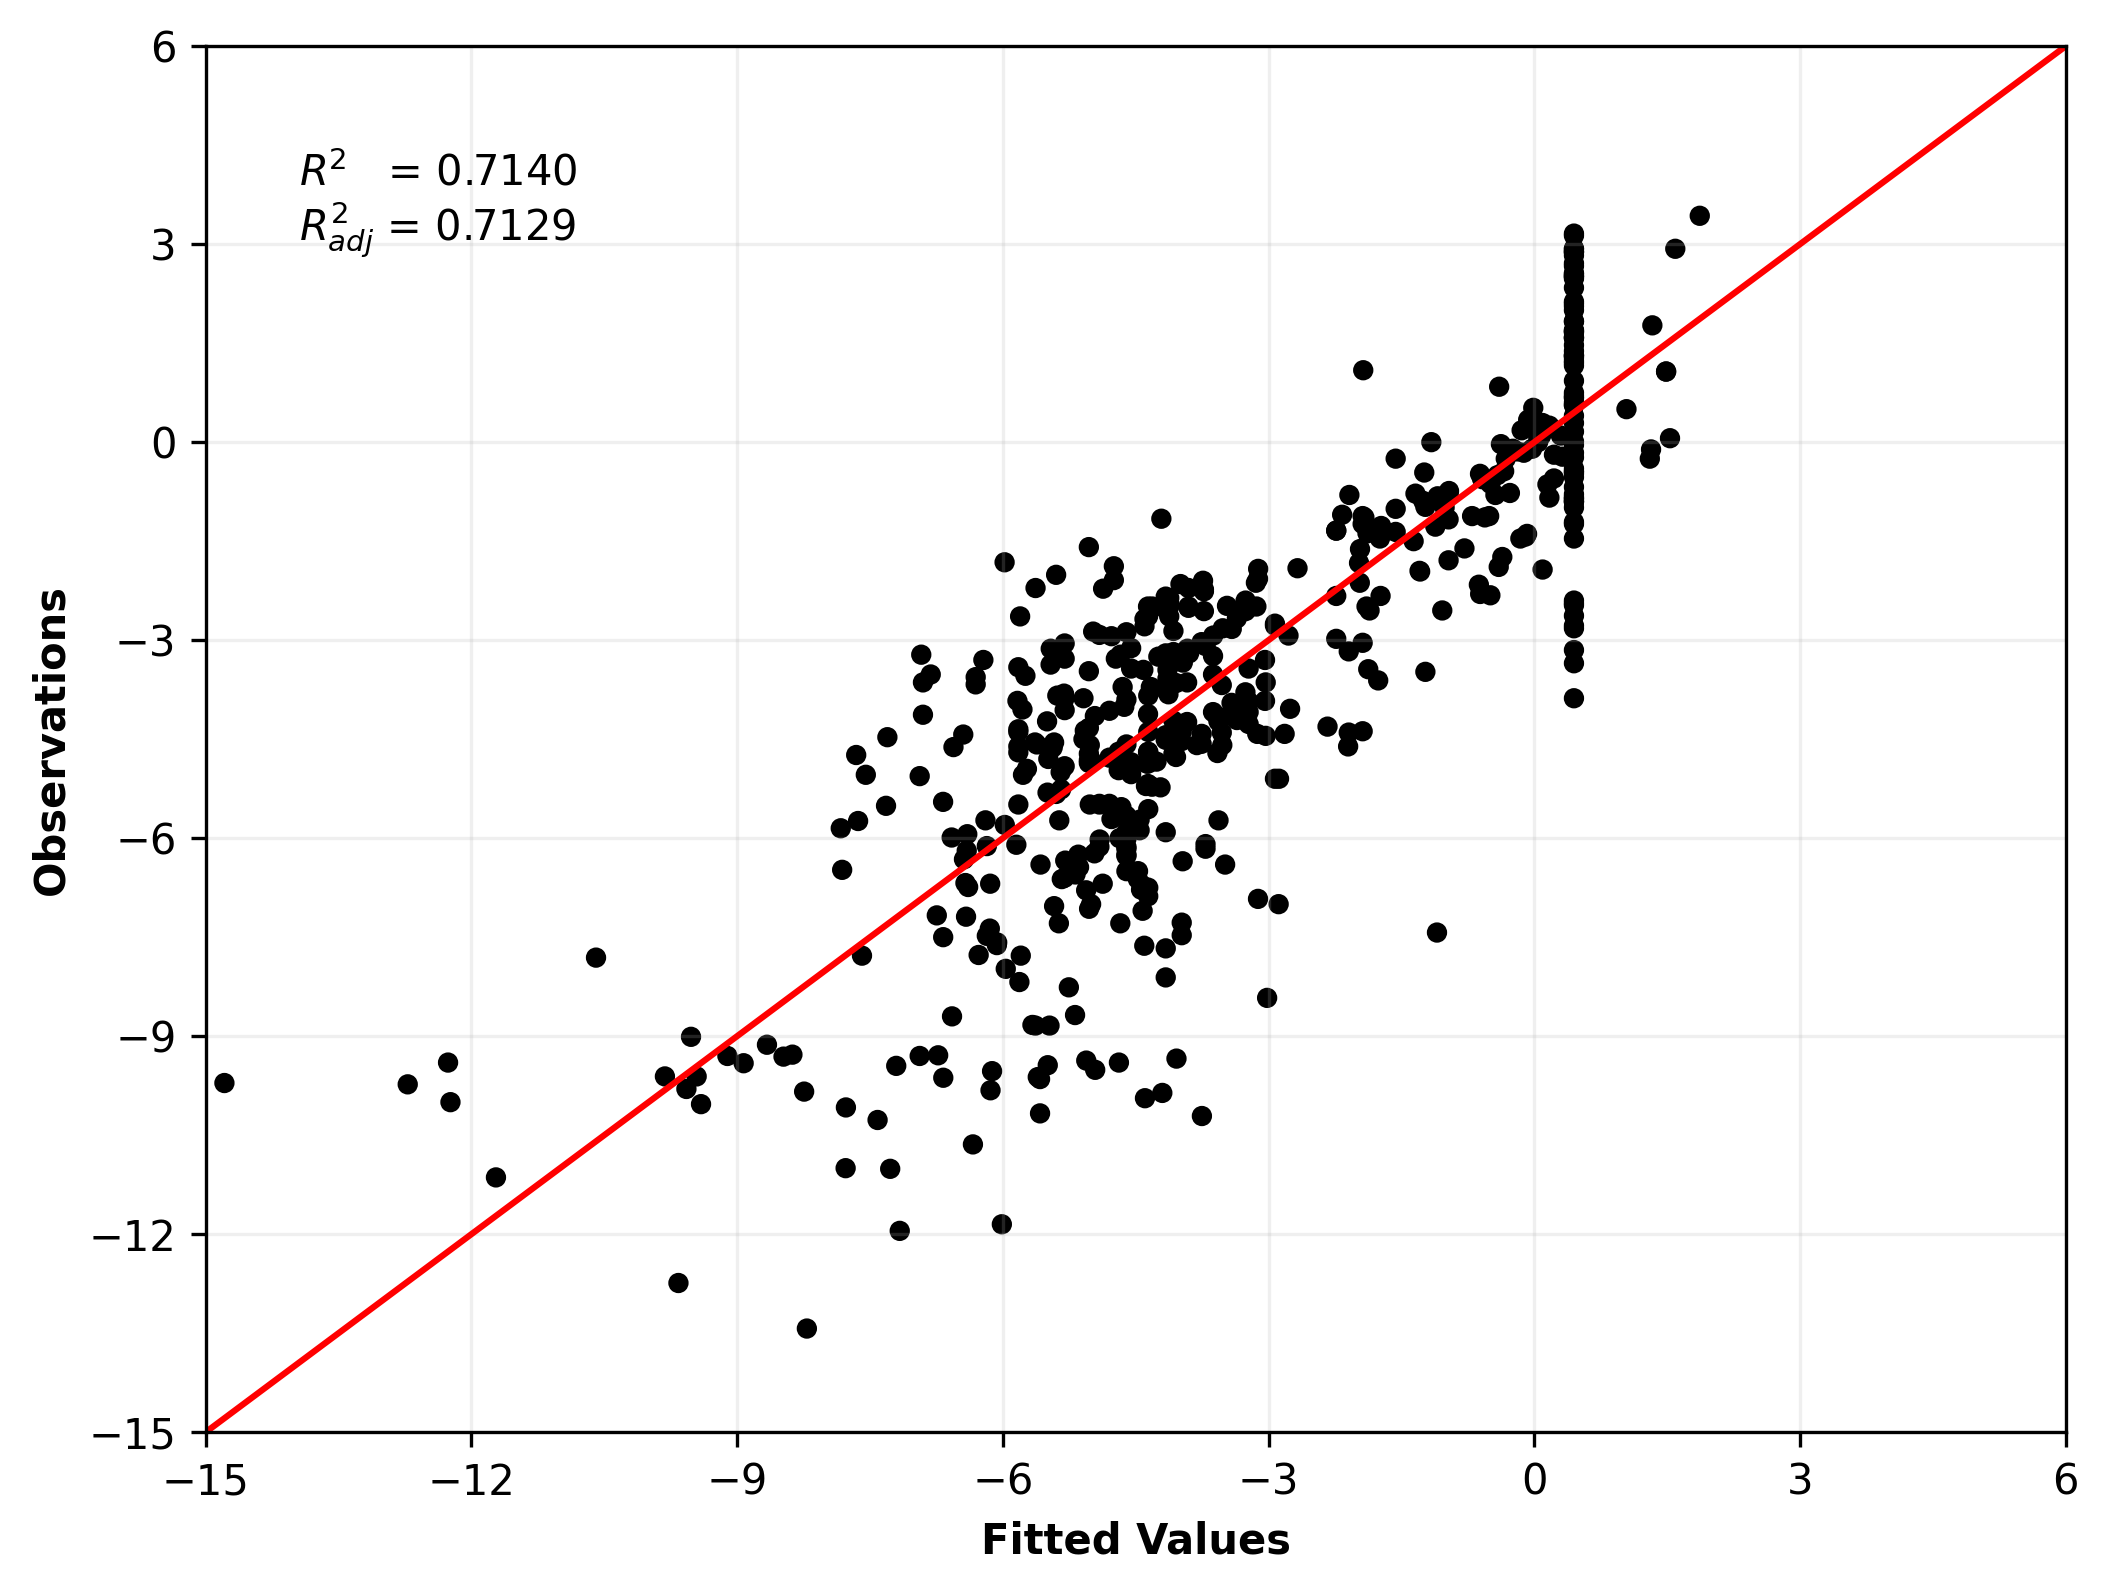 R² = 0.7140
R²adj = 0.7129
Observations
6
3
0
−3
−6
−9
−12
−15
−15 −12 −9 −6 −3 0 3 6
Fitted Values